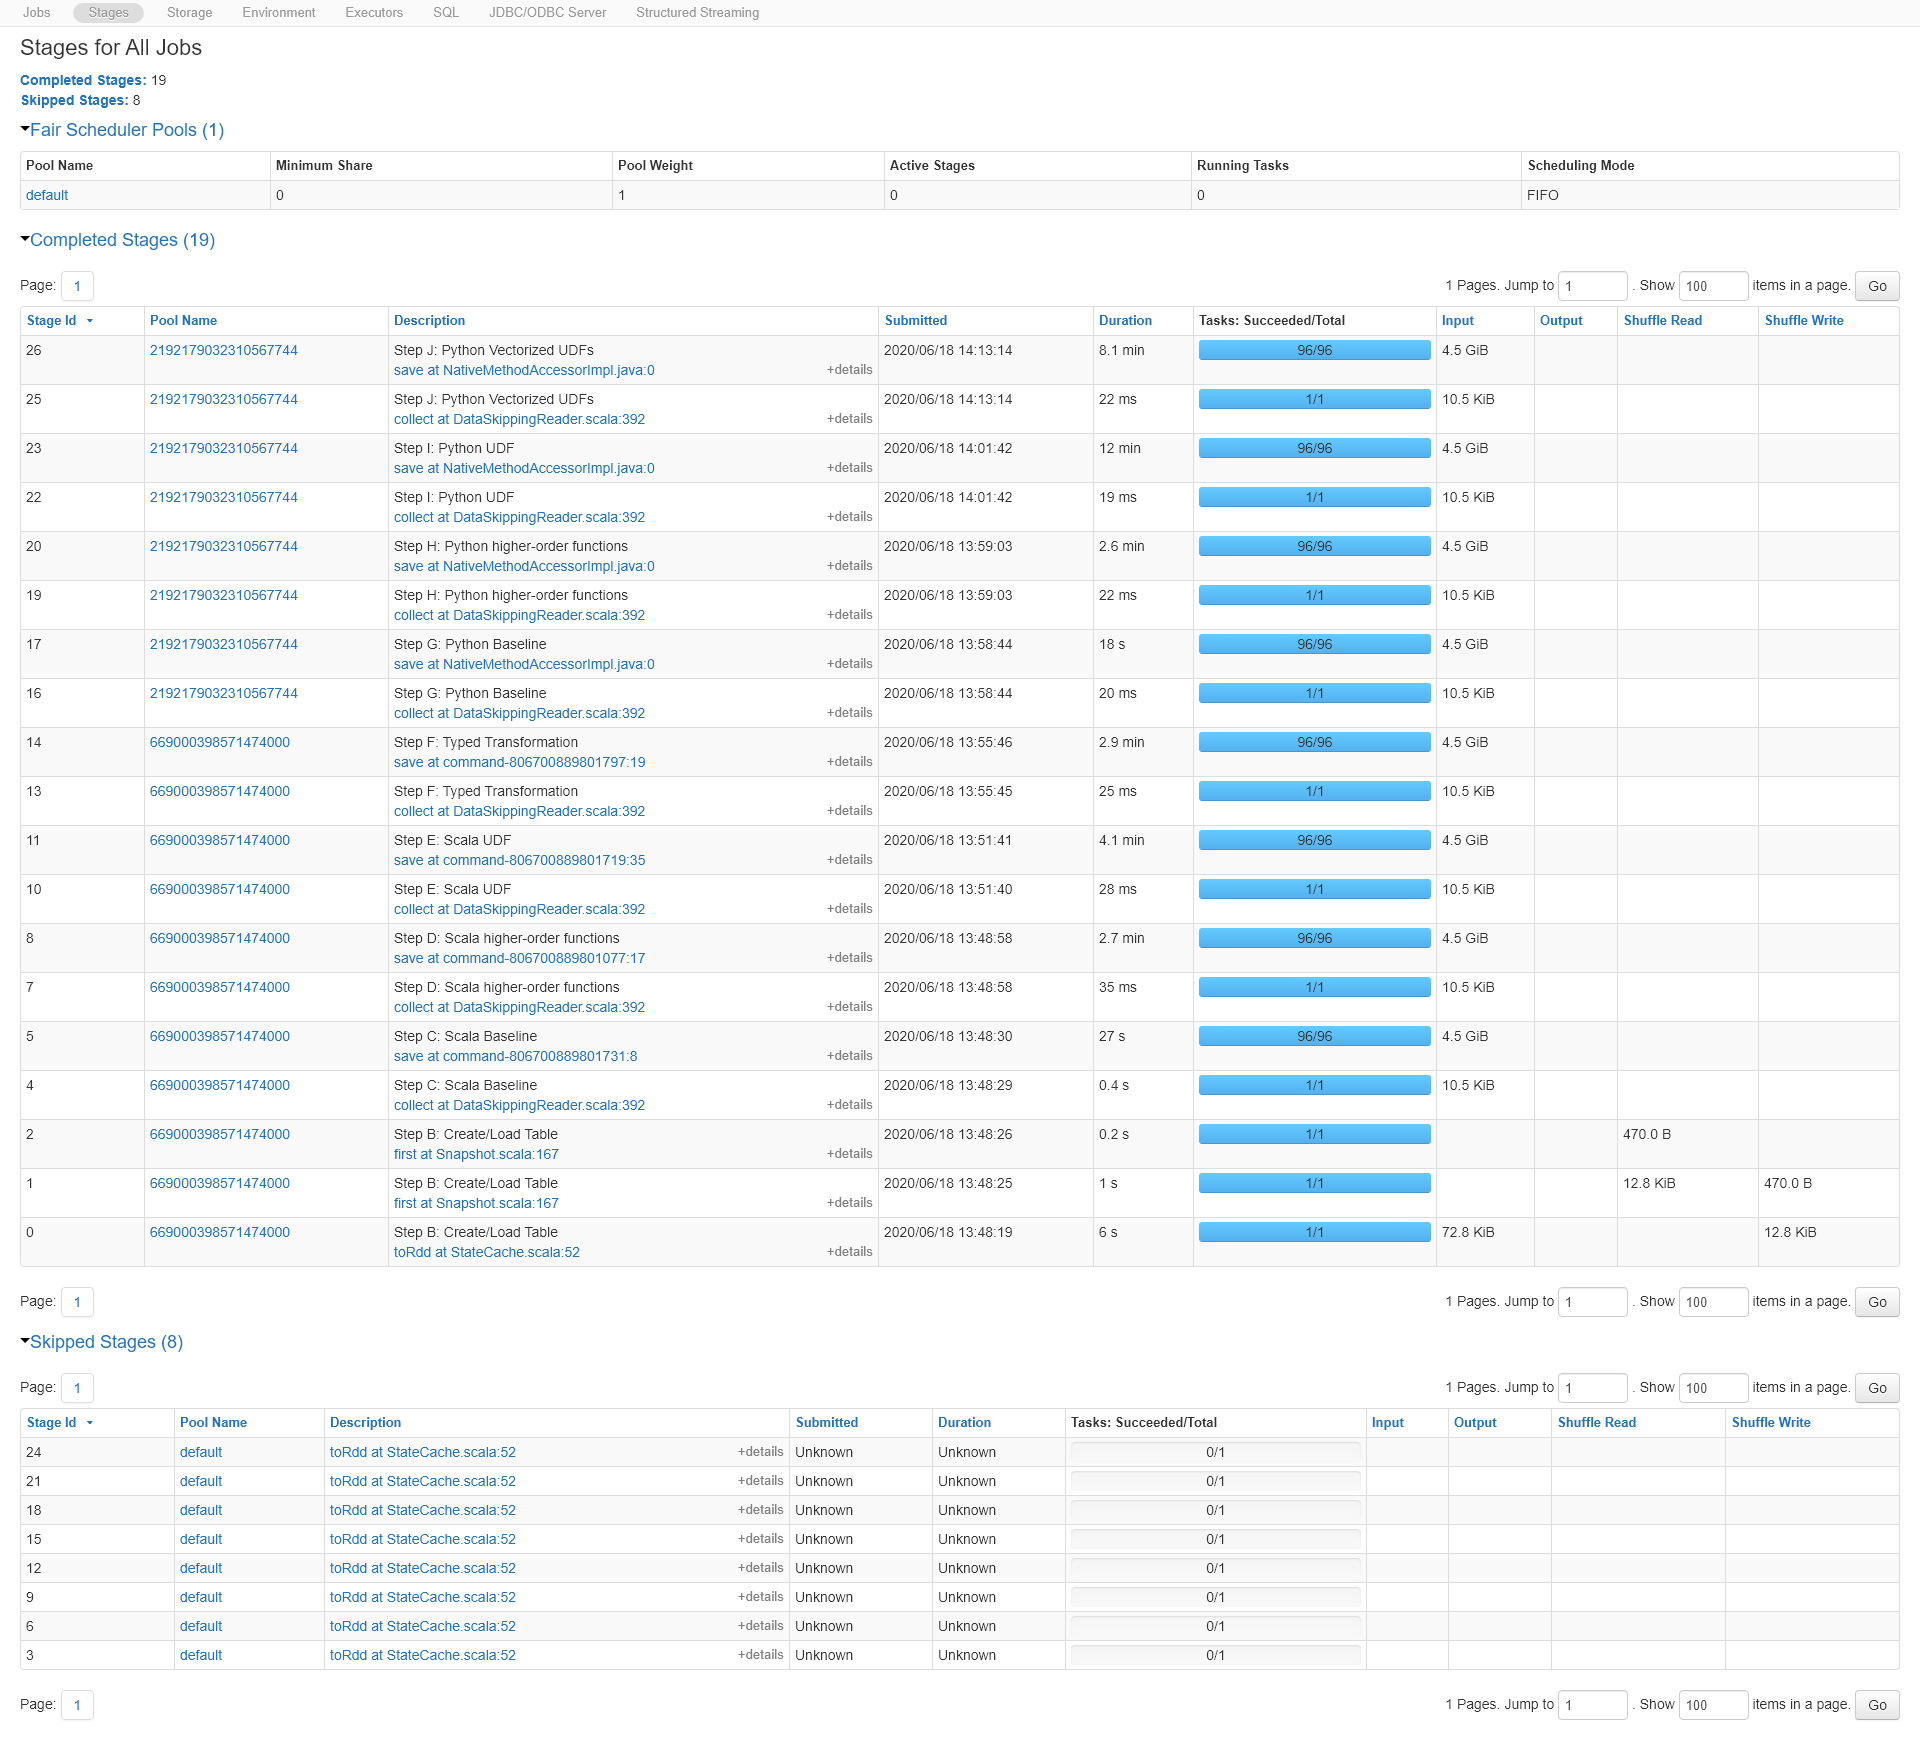 Jobs Stages Storage Environment Executors SQL JDBC/ODBC Server Structured Streaming
Stages for All Jobs
Completed Stages: 19
Skipped Stages: 8
Fair Scheduler Pools (1)
Pool Name Minimum Share Pool Weight Active Stages Running Tasks Scheduling Mode
default 0 1 0 0 FIFO
Completed Stages (19)
Page: 1 1 Pages. Jump to 1 . Show 100 items in a page. Go
Stage Id Pool Name Description Submitted Duration Tasks: Succeeded/Total Input Output Shuffle Read Shuffle Write
26 2192179032310567744 Step J: Python Vectorized UDFs 2020/06/18 14:13:14 8.1 min 96/96 4.5 GiB
save at NativeMethodAccessorImpl.java:0 +details
25 2192179032310567744 Step J: Python Vectorized UDFs 2020/06/18 14:13:14 22 ms 1/1 10.5 KiB
collect at DataSkippingReader.scala:392 +details
23 2192179032310567744 Step I: Python UDF 2020/06/18 14:01:42 12 min 96/96 4.5 GiB
save at NativeMethodAccessorImpl.java:0 +details
22 2192179032310567744 Step I: Python UDF 2020/06/18 14:01:42 19 ms 1/1 10.5 KiB
collect at DataSkippingReader.scala:392 +details
20 2192179032310567744 Step H: Python higher-order functions 2020/06/18 13:59:03 2.6 min 96/96 4.5 GiB
save at NativeMethodAccessorImpl.java:0 +details
19 2192179032310567744 Step H: Python higher-order functions 2020/06/18 13:59:03 22 ms 1/1 10.5 KiB
collect at DataSkippingReader.scala:392 +details
17 2192179032310567744 Step G: Python Baseline 2020/06/18 13:58:44 18 s 96/96 4.5 GiB
save at NativeMethodAccessorImpl.java:0 +details
16 2192179032310567744 Step G: Python Baseline 2020/06/18 13:58:44 20 ms 1/1 10.5 KiB
collect at DataSkippingReader.scala:392 +details
14 669000398571474000 Step F: Typed Transformation 2020/06/18 13:55:46 2.9 min 96/96 4.5 GiB
save at command-806700889801797:19 +details
13 669000398571474000 Step F: Typed Transformation 2020/06/18 13:55:45 25 ms 1/1 10.5 KiB
collect at DataSkippingReader.scala:392 +details
11 669000398571474000 Step E: Scala UDF 2020/06/18 13:51:41 4.1 min 96/96 4.5 GiB
save at command-806700889801719:35 +details
10 669000398571474000 Step E: Scala UDF 2020/06/18 13:51:40 28 ms 1/1 10.5 KiB
collect at DataSkippingReader.scala:392 +details
8 669000398571474000 Step D: Scala higher-order functions 2020/06/18 13:48:58 2.7 min 96/96 4.5 GiB
save at command-806700889801077:17 +details
7 669000398571474000 Step D: Scala higher-order functions 2020/06/18 13:48:58 35 ms 1/1 10.5 KiB
collect at DataSkippingReader.scala:392 +details
5 669000398571474000 Step C: Scala Baseline 2020/06/18 13:48:30 27 s 96/96 4.5 GiB
save at command-806700889801731:8 +details
4 669000398571474000 Step C: Scala Baseline 2020/06/18 13:48:29 0.4 s 1/1 10.5 KiB
collect at DataSkippingReader.scala:392 +details
2 669000398571474000 Step B: Create/Load Table 2020/06/18 13:48:26 0.2 s 1/1 470.0 B
first at Snapshot.scala:167 +details
1 669000398571474000 Step B: Create/Load Table 2020/06/18 13:48:25 1 s 1/1 12.8 KiB 470.0 B
first at Snapshot.scala:167 +details
0 669000398571474000 Step B: Create/Load Table 2020/06/18 13:48:19 6 s 1/1 72.8 KiB 12.8 KiB
toRdd at StateCache.scala:52 +details
Page: 1 1 Pages. Jump to 1 . Show 100 items in a page. Go
Skipped Stages (8)
Page: 1 1 Pages. Jump to 1 . Show 100 items in a page. Go
Stage Id Pool Name Description Submitted Duration Tasks: Succeeded/Total Input Output Shuffle Read Shuffle Write
24 default toRdd at StateCache.scala:52 +details Unknown Unknown 0/1
21 default toRdd at StateCache.scala:52 +details Unknown Unknown 0/1
18 default toRdd at StateCache.scala:52 +details Unknown Unknown 0/1
15 default toRdd at StateCache.scala:52 +details Unknown Unknown 0/1
12 default toRdd at StateCache.scala:52 +details Unknown Unknown 0/1
9 default toRdd at StateCache.scala:52 +details Unknown Unknown 0/1
6 default toRdd at StateCache.scala:52 +details Unknown Unknown 0/1
3 default toRdd at StateCache.scala:52 +details Unknown Unknown 0/1
Page: 1 1 Pages. Jump to 1 . Show 100 items in a page. Go